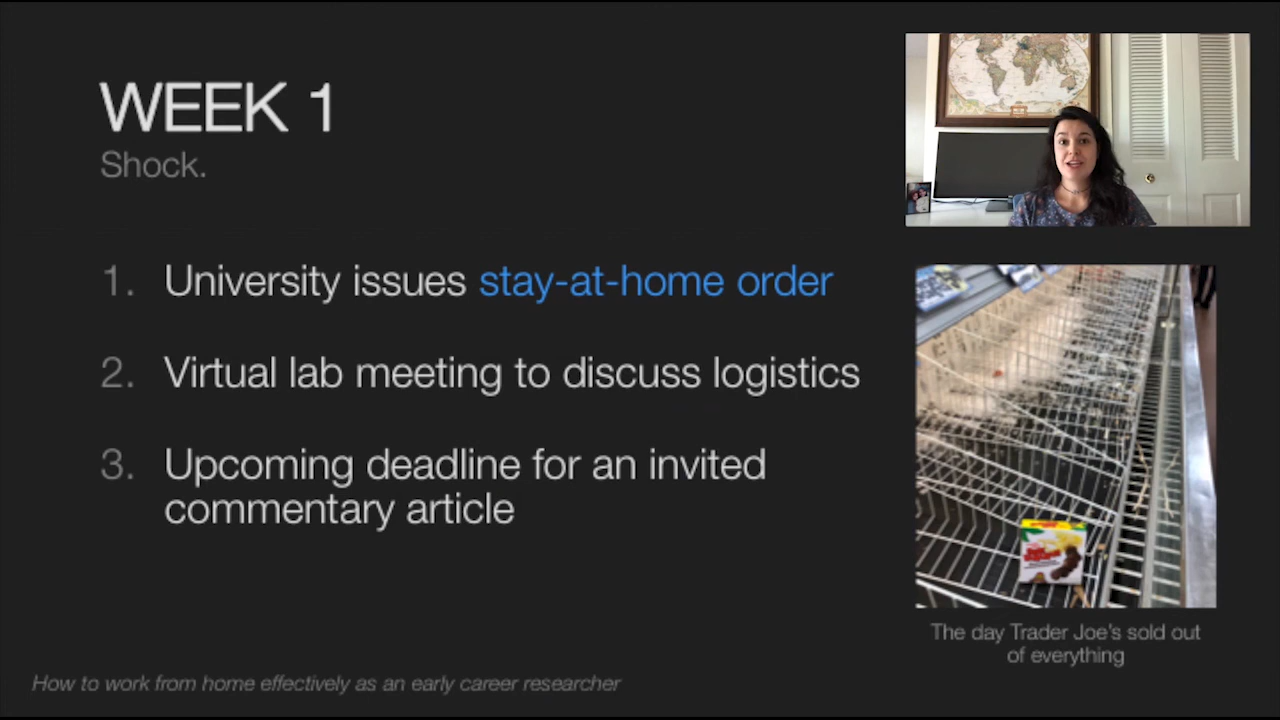 WEEK 1
Shock.
1. University issues stay-at-home order
2. Virtual lab meeting to discuss logistics
3. Upcoming deadline for an invited
commentary article
The day Trader Joe's sold out
of everything
How to work from home effectively as an early career researcher